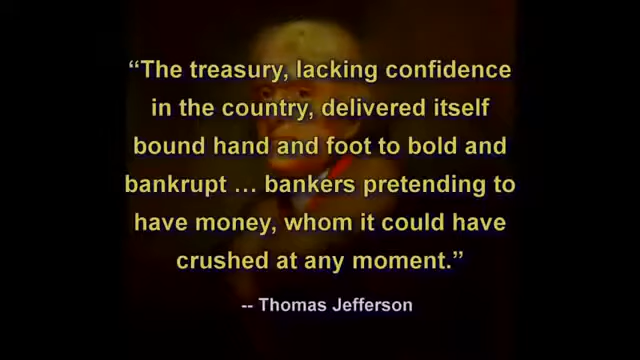 “The treasury, lacking confidence
in the country, delivered itself
bound hand and foot to bold and
bankrupt … bankers pretending to
have money, whom it could have
crushed at any moment.”
-- Thomas Jefferson